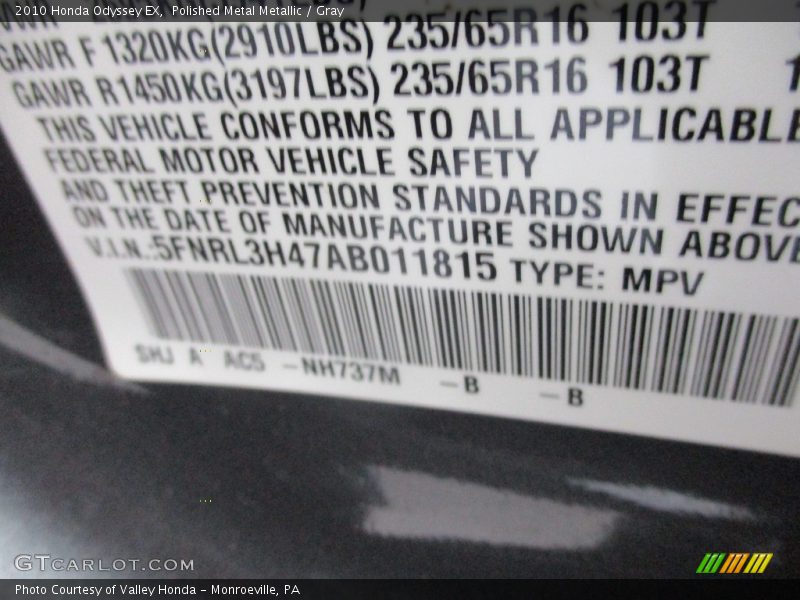 2010 Honda Odyssey EX, Polished Metal Metallic / Gray
GAWR F 1320KG(2910LBS) 235/65R16 103T
GAWR R1450KG(3197LBS) 235/65R16 103T 1
THIS VEHICLE CONFORMS TO ALL APPLICABLE
FEDERAL MOTOR VEHICLE SAFETY
AND THEFT PREVENTION STANDARDS IN EFFEC
ON THE DATE OF MANUFACTURE SHOWN ABOVE
V.I.N.:5FNRL3H47AB011815 TYPE: MPV
SHJ A AC5 -NH737M -B -B
GTCARLOT.COM
Photo Courtesy of Valley Honda - Monroeville, PA